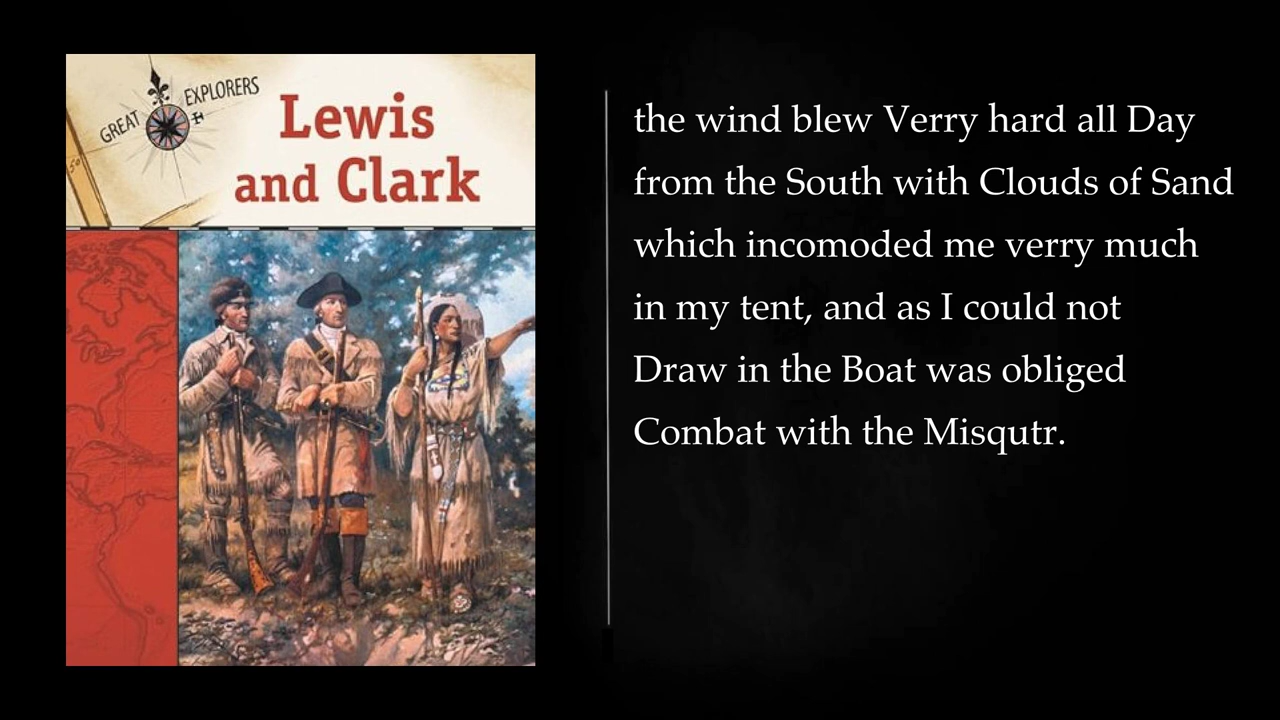 GREAT EXPLORERS
Lewis
and Clark
the wind blew Verry hard all Day
from the South with Clouds of Sand
which incomoded me verry much
in my tent, and as I could not
Draw in the Boat was obliged
Combat with the Misqutr.